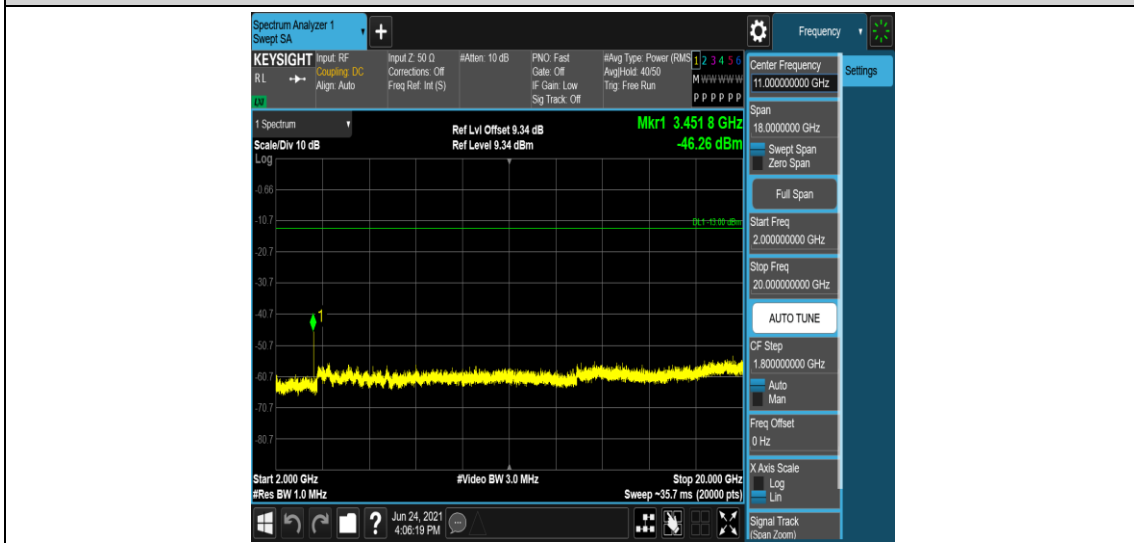 Spectrum Analyzer 1
Swept SA
+
Frequency
KEYSIGHT
RL
LXI
Input: RF
Coupling: DC
Align: Auto
Input Z: 50 Ω
Corrections: Off
Freq Ref: Int (S)
#Atten: 10 dB
PNO: Fast
Gate: Off
IF Gain: Low
Sig Track: Off
#Avg Type: Power (RMS
Avg|Hold: 40/50
Trig: Free Run
1 2 3 4 5 6
M W W W W W
P P P P P P
1 Spectrum
Scale/Div 10 dB
Ref Lvl Offset 9.34 dB
Ref Level 9.34 dBm
Mkr1 3.451 8 GHz
-46.26 dBm
Log
-0.66
-10.7
DL1 -13.00 dBm
-20.7
-30.7
-40.7
1
-50.7
-60.7
-70.7
-80.7
Start 2.000 GHz
#Res BW 1.0 MHz
#Video BW 3.0 MHz
Stop 20.000 GHz
Sweep ~35.7 ms (20000 pts)
?
Jun 24, 2021
4:06:19 PM
Center Frequency
11.000000000 GHz
Settings
Span
18.0000000 GHz
Swept Span
Zero Span
Full Span
Start Freq
2.000000000 GHz
Stop Freq
20.000000000 GHz
AUTO TUNE
CF Step
1.800000000 GHz
Auto
Man
Freq Offset
0 Hz
X Axis Scale
Log
Lin
Signal Track
(Span Zoom)